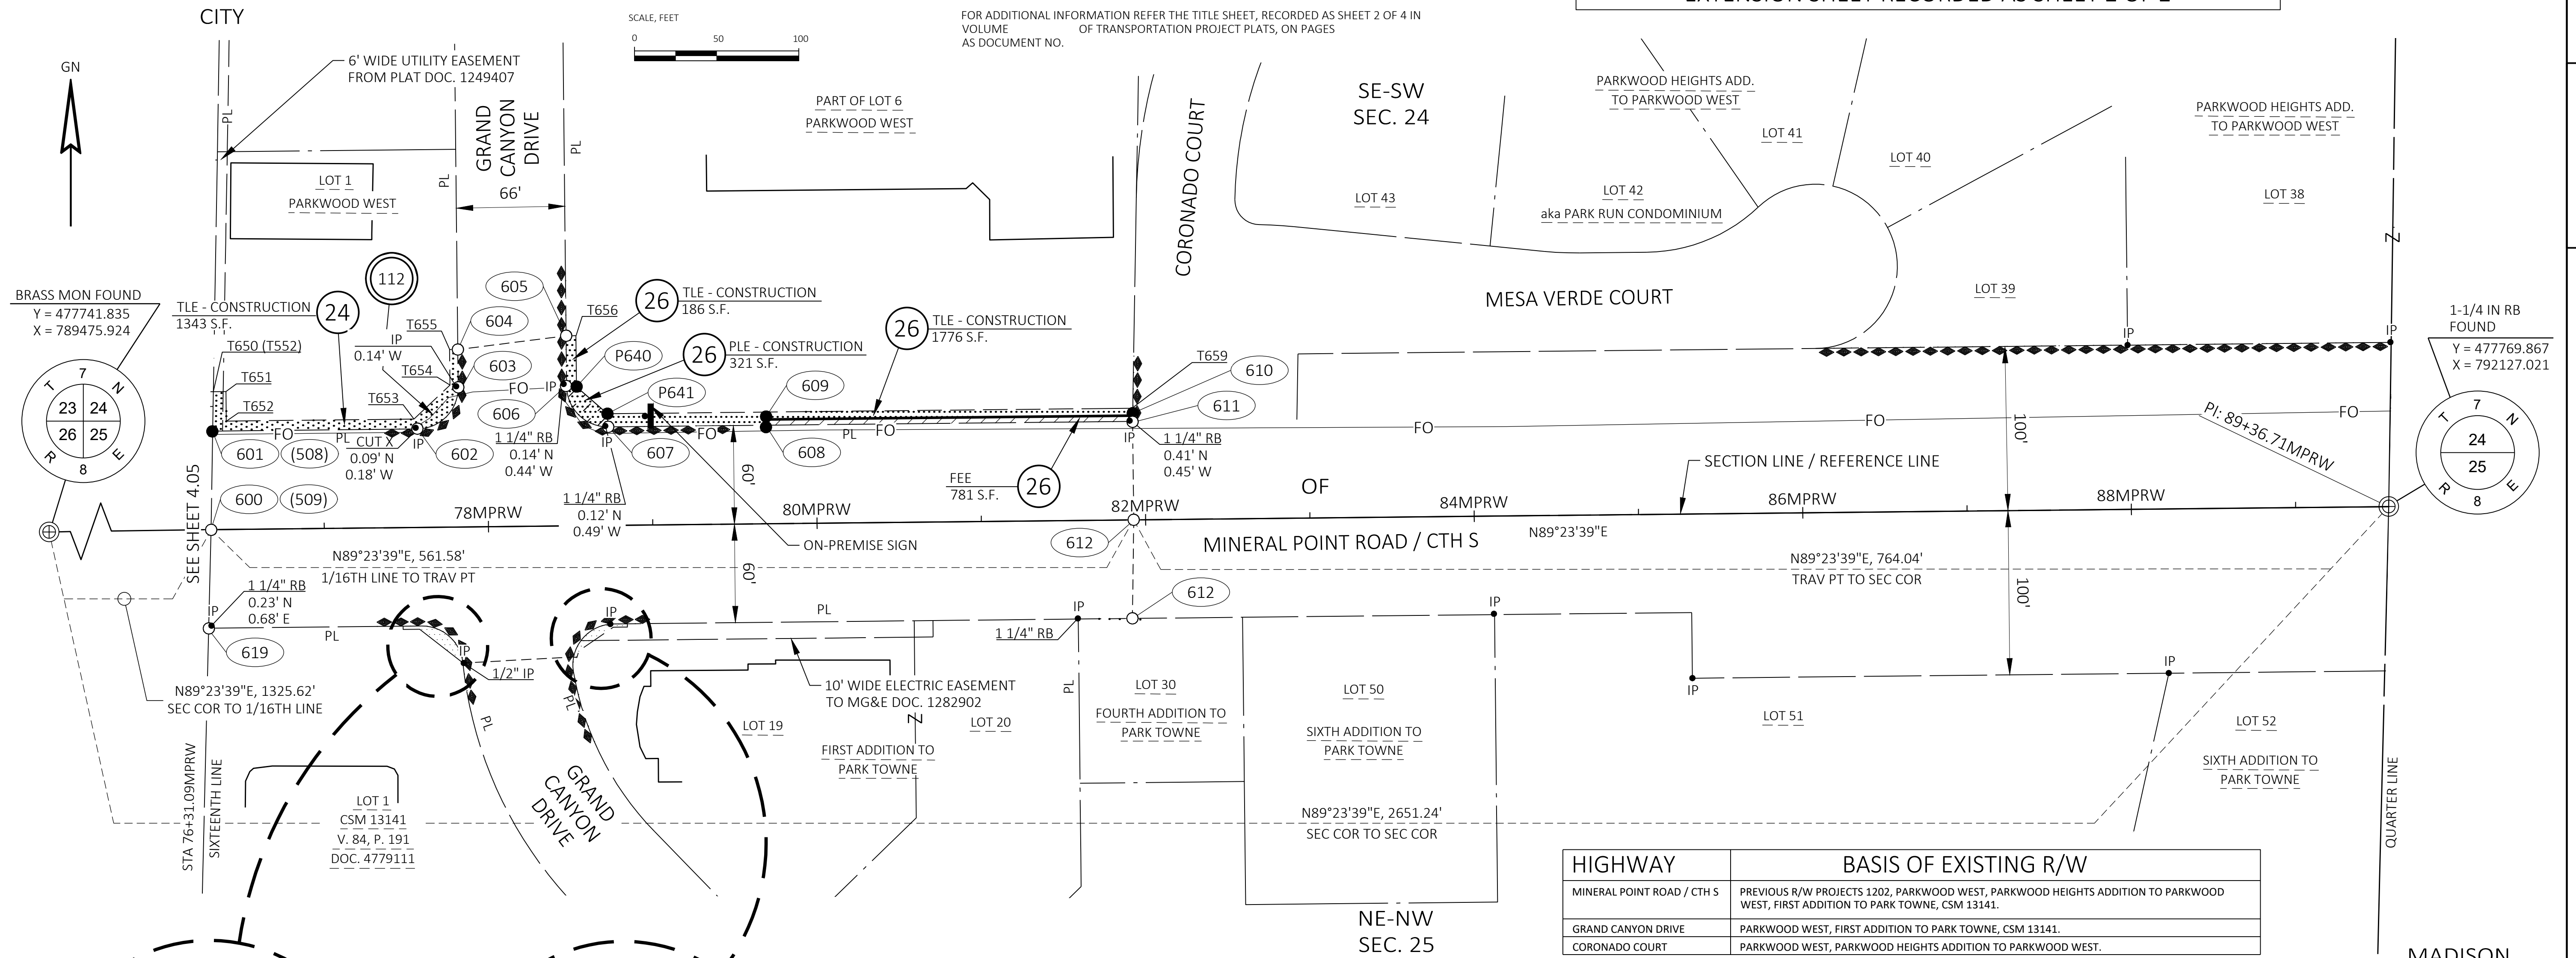 CITY
EXTENSION SHEET RECORDED AS SHEET 2 OF 2
SCALE, FEET
0 50 100
FOR ADDITIONAL INFORMATION REFER THE TITLE SHEET, RECORDED AS SHEET 2 OF 4 IN
VOLUME OF TRANSPORTATION PROJECT PLATS, ON PAGES
AS DOCUMENT NO.
GN
6' WIDE UTILITY EASEMENT
FROM PLAT DOC. 1249407
PL
PL
PL
GRAND
CANYON
DRIVE
66'
LOT 1
PARKWOOD WEST
PART OF LOT 6
PARKWOOD WEST
CORONADO COURT
SE-SW
SEC. 24
PARKWOOD HEIGHTS ADD.
TO PARKWOOD WEST
LOT 41
LOT 40
PARKWOOD HEIGHTS ADD.
TO PARKWOOD WEST
LOT 38
LOT 43
LOT 42
aka PARK RUN CONDOMINIUM
Z
LOT 39
MESA VERDE COURT
BRASS MON FOUND
Y = 477741.835
X = 789475.924
T 7 N
23 24
26 25
R 8 E
TLE - CONSTRUCTION
1343 S.F.
24
112
T650 (T552)
T651
T652
T653
T654
T655
IP
0.14' W
604
603
605
606
T656
26
TLE - CONSTRUCTION
186 S.F.
P640
26
PLE - CONSTRUCTION
321 S.F.
P641
26
TLE - CONSTRUCTION
1776 S.F.
609
608
607
T659
610
611
IP
1 1/4" RB
0.41' N
0.45' W
FO
FO
FO
PL
FO
PL
FO
FO
FO
FO
IP
IP
601
(508)
CUT X
0.09' N
0.18' W
IP
602
1 1/4" RB
0.14' N
0.44' W
IP
IP
1 1/4" RB
0.12' N
0.49' W
60'
60'
FEE
781 S.F.
26
SECTION LINE / REFERENCE LINE
100'
100'
PI: 89+36.71MPRW
1-1/4 IN RB
FOUND
Y = 477769.867
X = 792127.021
T 7 N
24
25
R 8 E
SEE SHEET 4.05
600
(509)
78MPRW
80MPRW
82MPRW
84MPRW
86MPRW
88MPRW
OF
N89°23'39"E
ON-PREMISE SIGN
612
MINERAL POINT ROAD / CTH S
N89°23'39"E, 561.58'
1/16TH LINE TO TRAV PT
N89°23'39"E, 764.04'
TRAV PT TO SEC COR
1 1/4" RB
0.23' N
0.68' E
IP
619
PL
IP
1/2" IP
PL
IP
PL
PL
IP
1 1/4" RB
612
IP
IP
IP
PL
N89°23'39"E, 1325.62'
SEC COR TO 1/16TH LINE
10' WIDE ELECTRIC EASEMENT
TO MG&E DOC. 1282902
LOT 19
Z
LOT 20
FIRST ADDITION TO
PARK TOWNE
LOT 30
FOURTH ADDITION TO
PARK TOWNE
LOT 50
SIXTH ADDITION TO
PARK TOWNE
LOT 51
LOT 52
SIXTH ADDITION TO
PARK TOWNE
STA 76+31.09MPRW
SIXTEENTH LINE
QUARTER LINE
LOT 1
CSM 13141
V. 84, P. 191
DOC. 4779111
GRAND
CANYON
DRIVE
N89°23'39"E, 2651.24'
SEC COR TO SEC COR
NE-NW
SEC. 25
HIGHWAY BASIS OF EXISTING R/W
MINERAL POINT ROAD / CTH S PREVIOUS R/W PROJECTS 1202, PARKWOOD WEST, PARKWOOD HEIGHTS ADDITION TO PARKWOOD
WEST, FIRST ADDITION TO PARK TOWNE, CSM 13141.
GRAND CANYON DRIVE PARKWOOD WEST, FIRST ADDITION TO PARK TOWNE, CSM 13141.
CORONADO COURT PARKWOOD WEST, PARKWOOD HEIGHTS ADDITION TO PARKWOOD WEST.
MADISON